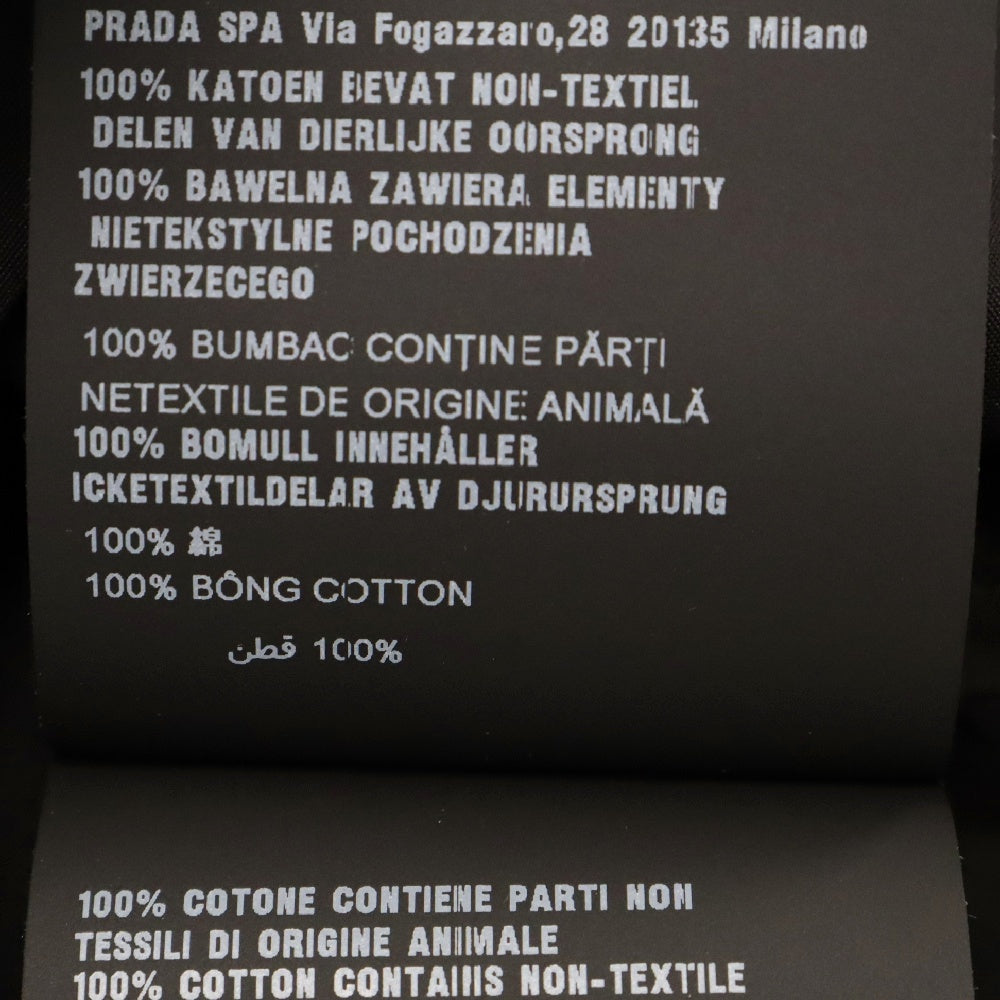 PRADA SPA Via Fogazzaro,28 20135 Milano
100% KATOEN BEVAT NON-TEXTIEL
DELEN VAN DIERLIJKE OORSPRONG
100% BAWELNA ZAWIERA ELEMENTY
NIETEKSTYLNE POCHODZENIA
ZWIERZECEGO
100% BUMBAC CONȚINE PĂRȚI
NETEXTILE DE ORIGINE ANIMALĂ
100% BOMULL INNEHÅLLER
ICKETEXTILDELAR AV DJURURSPRUNG
100% 綿
100% BÔNG COTTON
100% قطن
100% COTONE CONTIENE PARTI NON
TESSILI DI ORIGINE ANIMALE
100% COTTON CONTAINS NON-TEXTILE